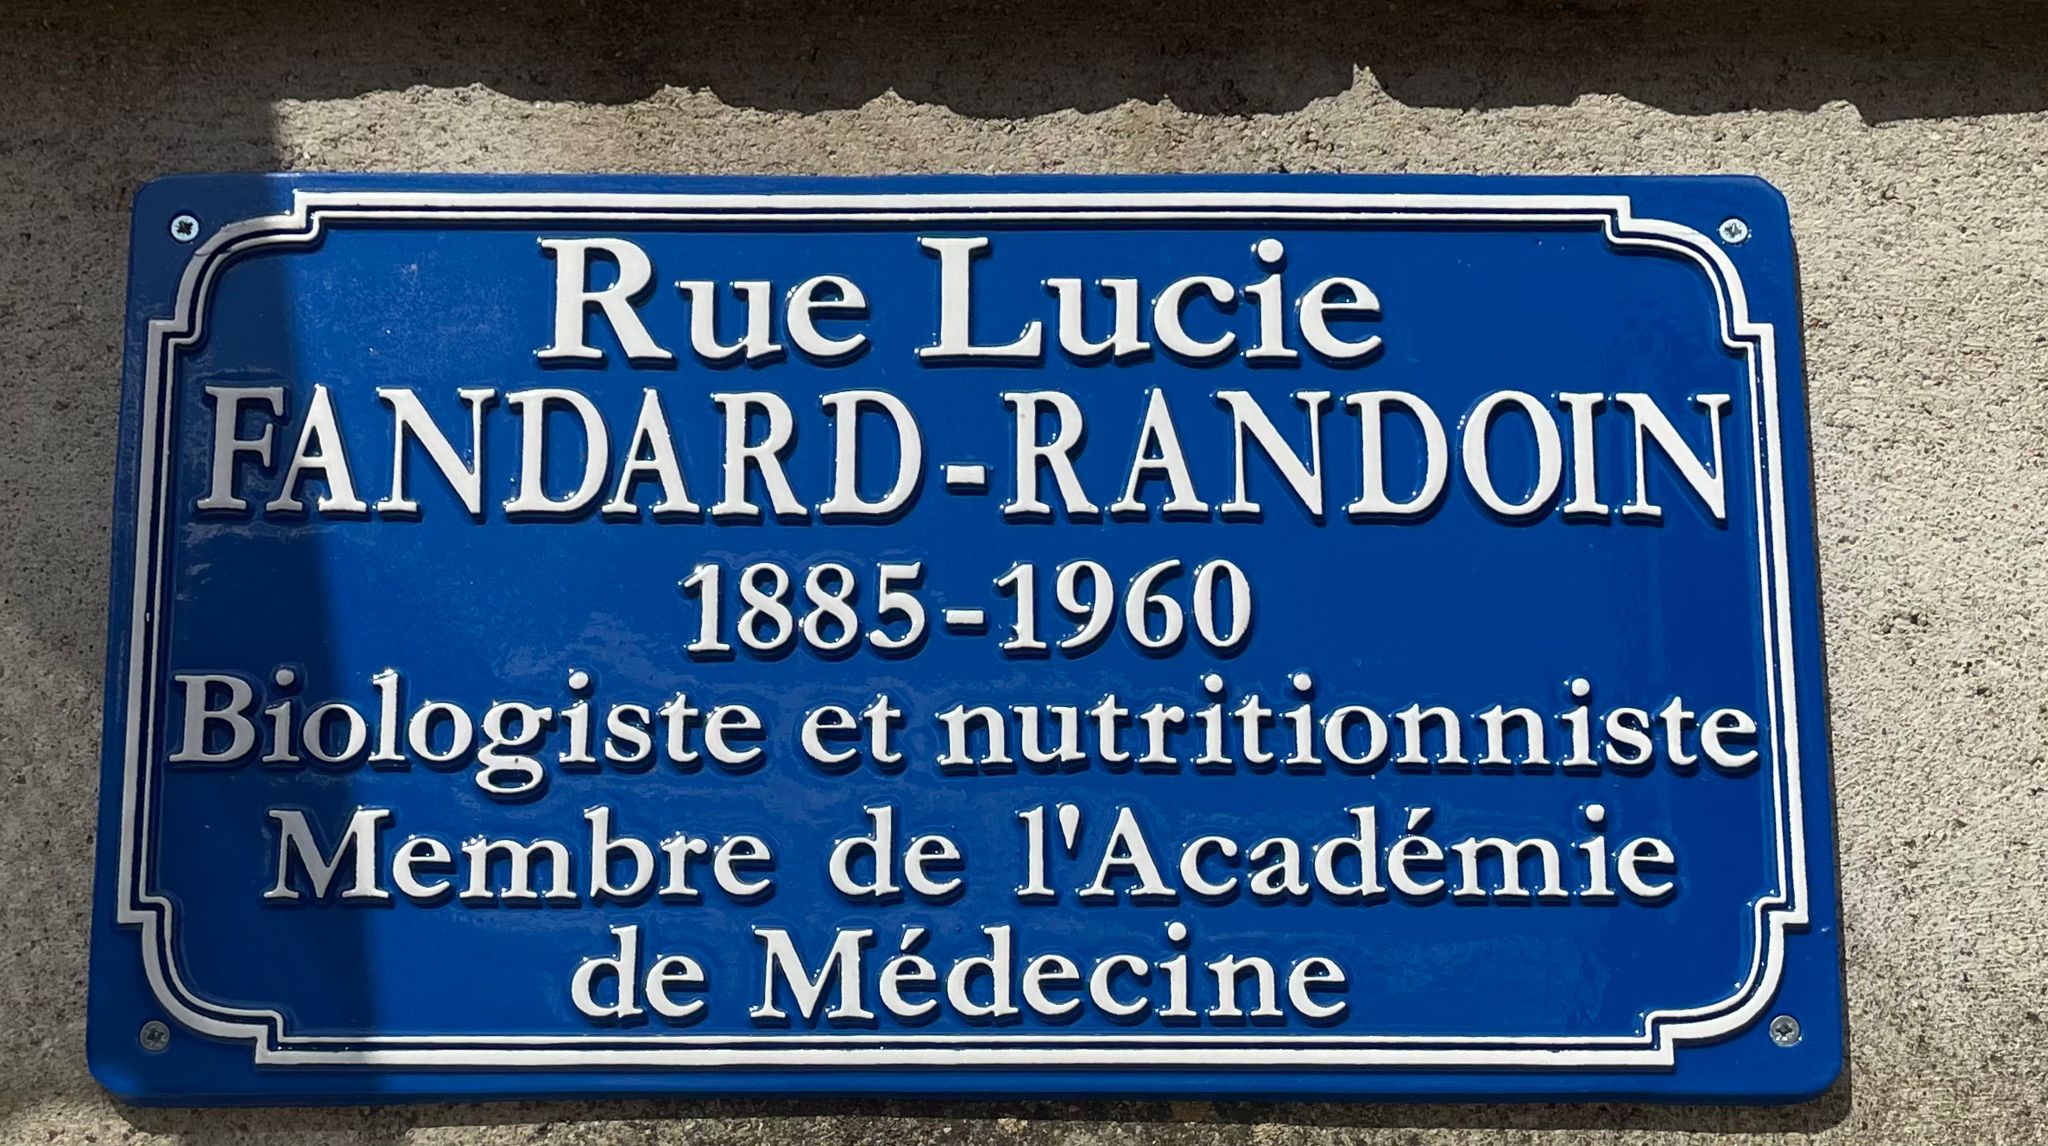 Rue Lucie
FANDARD-RANDOIN
1885-1960
Biologiste et nutritionniste
Membre de l'Académie
de Médecine